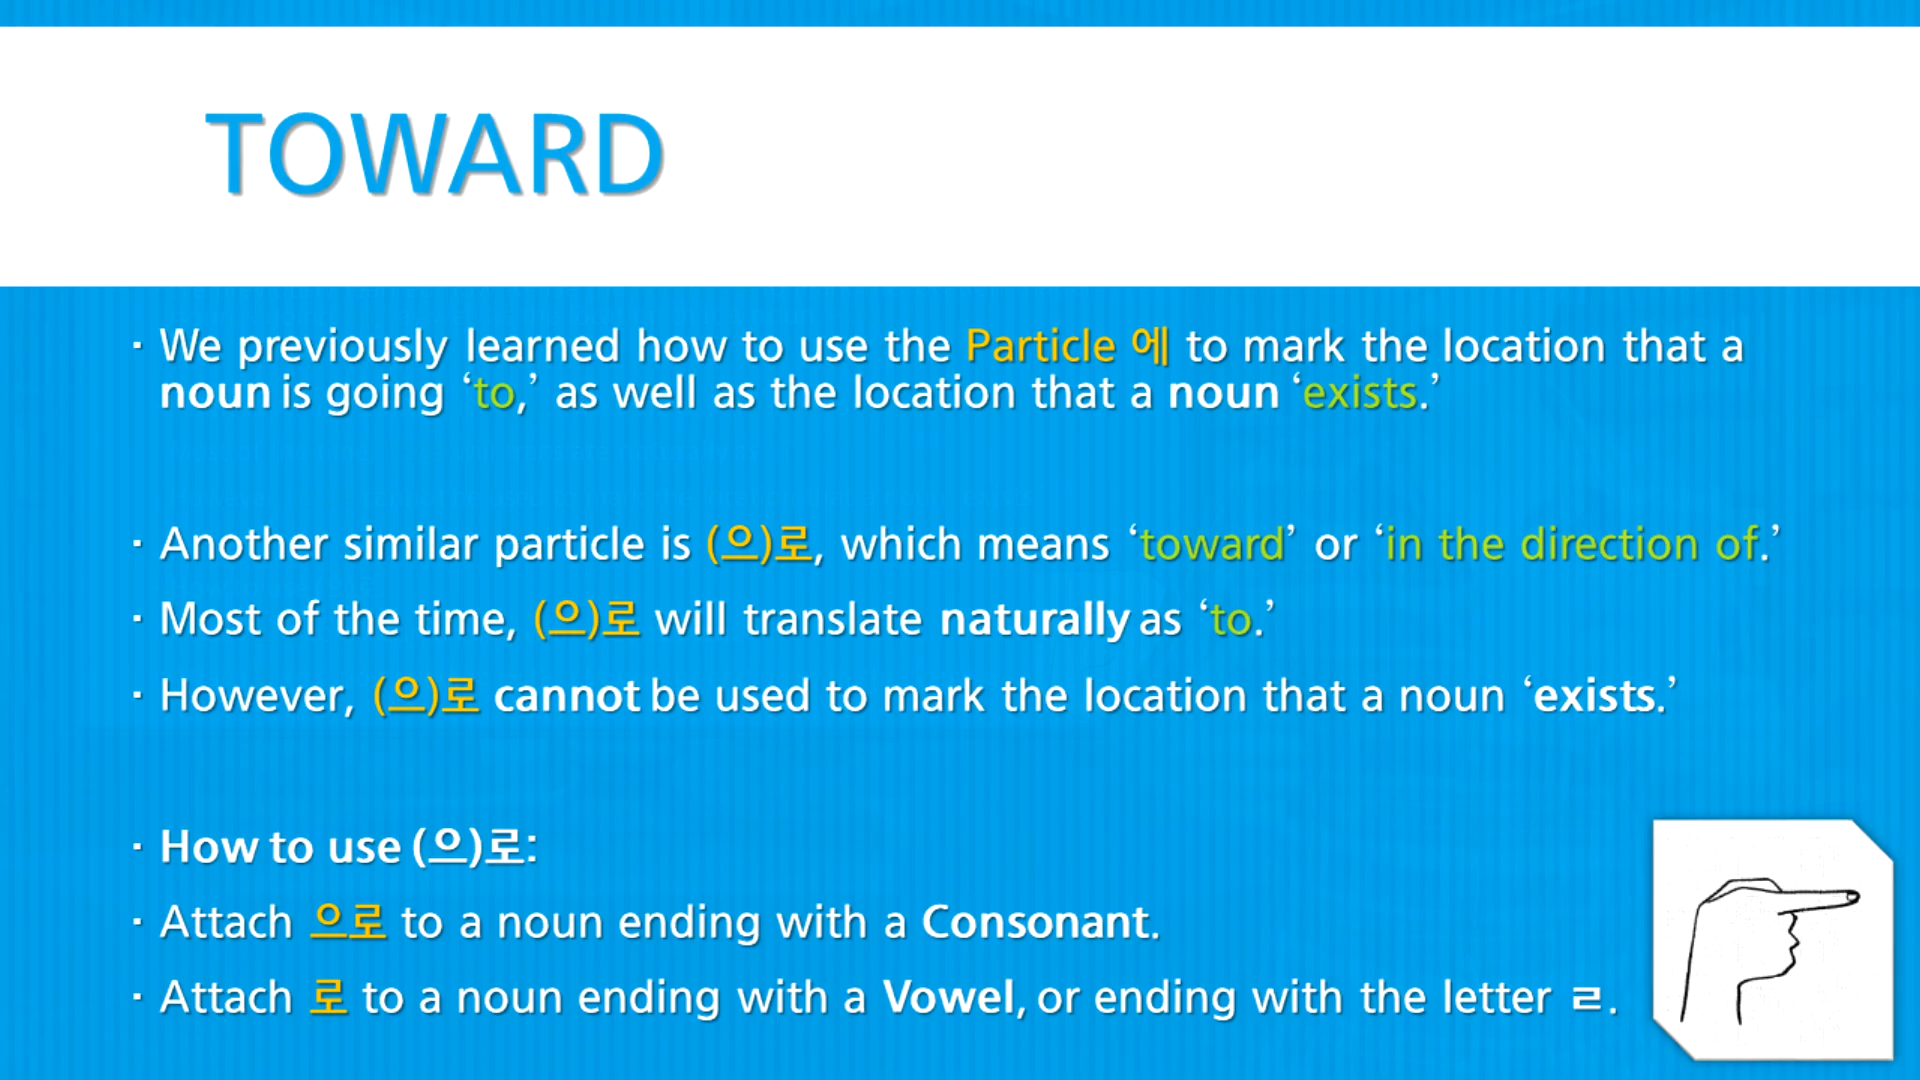 TOWARD
· We previously learned how to use the Particle 에 to mark the location that a
noun is going ‘to,’ as well as the location that a noun ‘exists.’
· Another similar particle is (으)로, which means ‘toward’ or ‘in the direction of.’
· Most of the time, (으)로 will translate naturally as ‘to.’
· However, (으)로 cannot be used to mark the location that a noun ‘exists.’
· How to use (으)로:
· Attach 으로 to a noun ending with a Consonant.
· Attach 로 to a noun ending with a Vowel, or ending with the letter ㄹ.